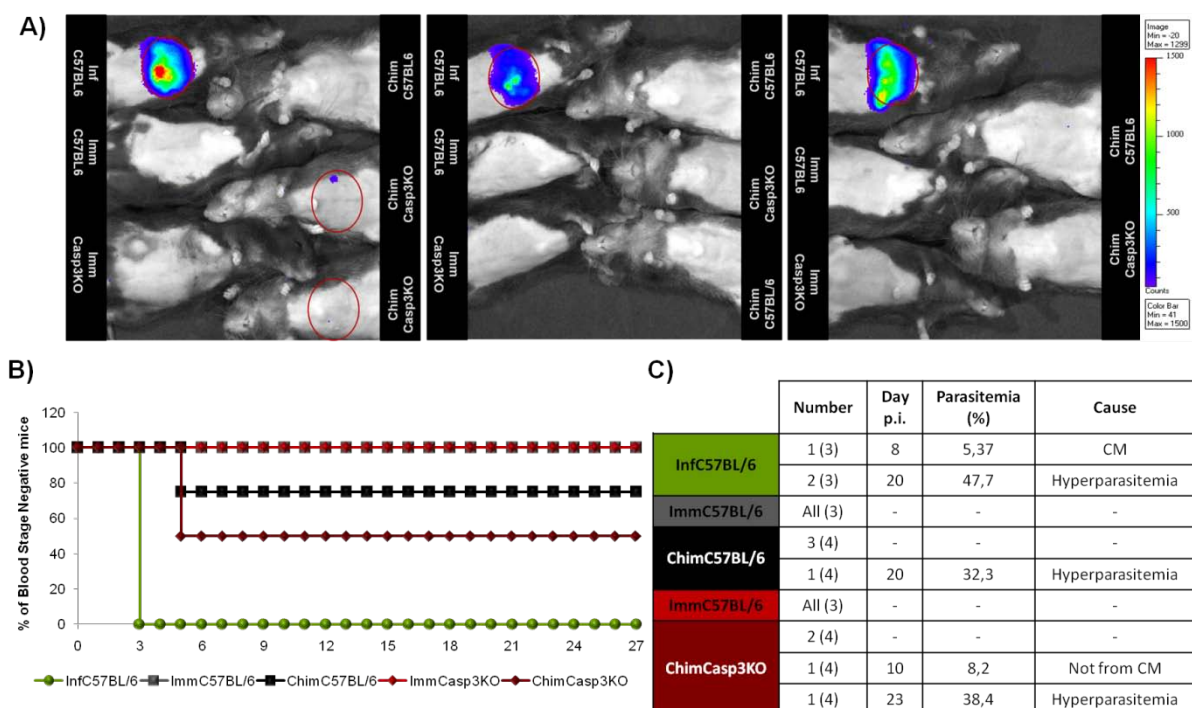 A)
Inf
C57BL6
Imm
C57BL6
Imm
Casp3KO
Chim
C57BL6
Chim
Casp3KO
Chim
Casp3KO
Inf
C57BL6
Imm
C57BL6
Imm
Casp3KO
Chim
C57BL6
Chim
Casp3KO
Chim
C57BL/6
Inf
C57BL6
Imm
C57BL6
Imm
Casp3KO
Chim
C57BL6
Chim
Casp3KO
Image
Min = -20
Max = 1299
1500
1000
500
Counts
Color Bar
Min = 41
Max = 1500
B)
% of Blood Stage Negative mice
120
100
80
60
40
20
0
0 3 6 9 12 15 18 21 24 27
InfC57BL/6 ImmC57BL/6 ChimC57BL/6 ImmCasp3KO ChimCasp3KO
C)
Number Day p.i. Parasitemia (%) Cause
InfC57BL/6 1 (3) 8 5,37 CM
2 (3) 20 47,7 Hyperparasitemia
ImmC57BL/6 All (3) - - -
ChimC57BL/6 3 (4) - - -
1 (4) 20 32,3 Hyperparasitemia
ImmC57BL/6 All (3) - - -
ChimCasp3KO 2 (4) - - -
1 (4) 10 8,2 Not from CM
1 (4) 23 38,4 Hyperparasitemia